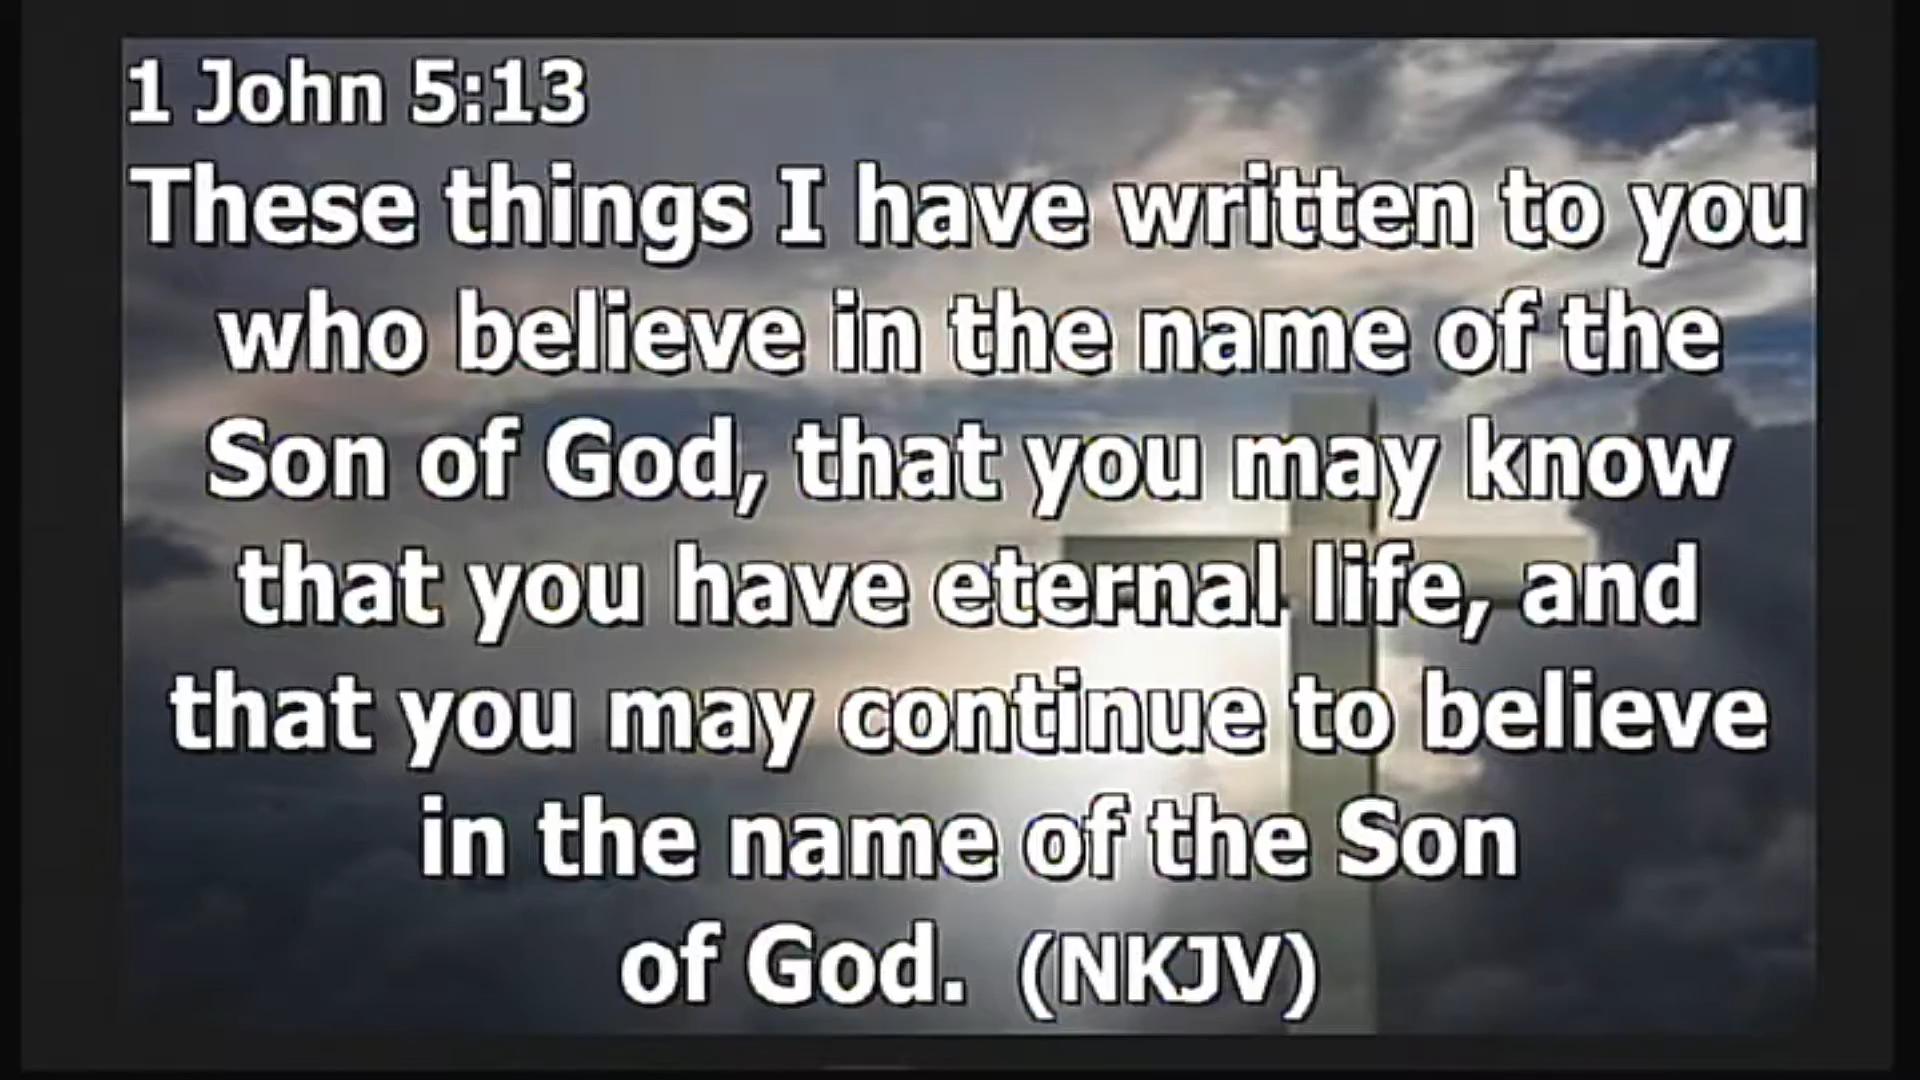 1 John 5:13
These things I have written to you
who believe in the name of the
Son of God, that you may know
that you have eternal life, and
that you may continue to believe
in the name of the Son
of God. (NKJV)